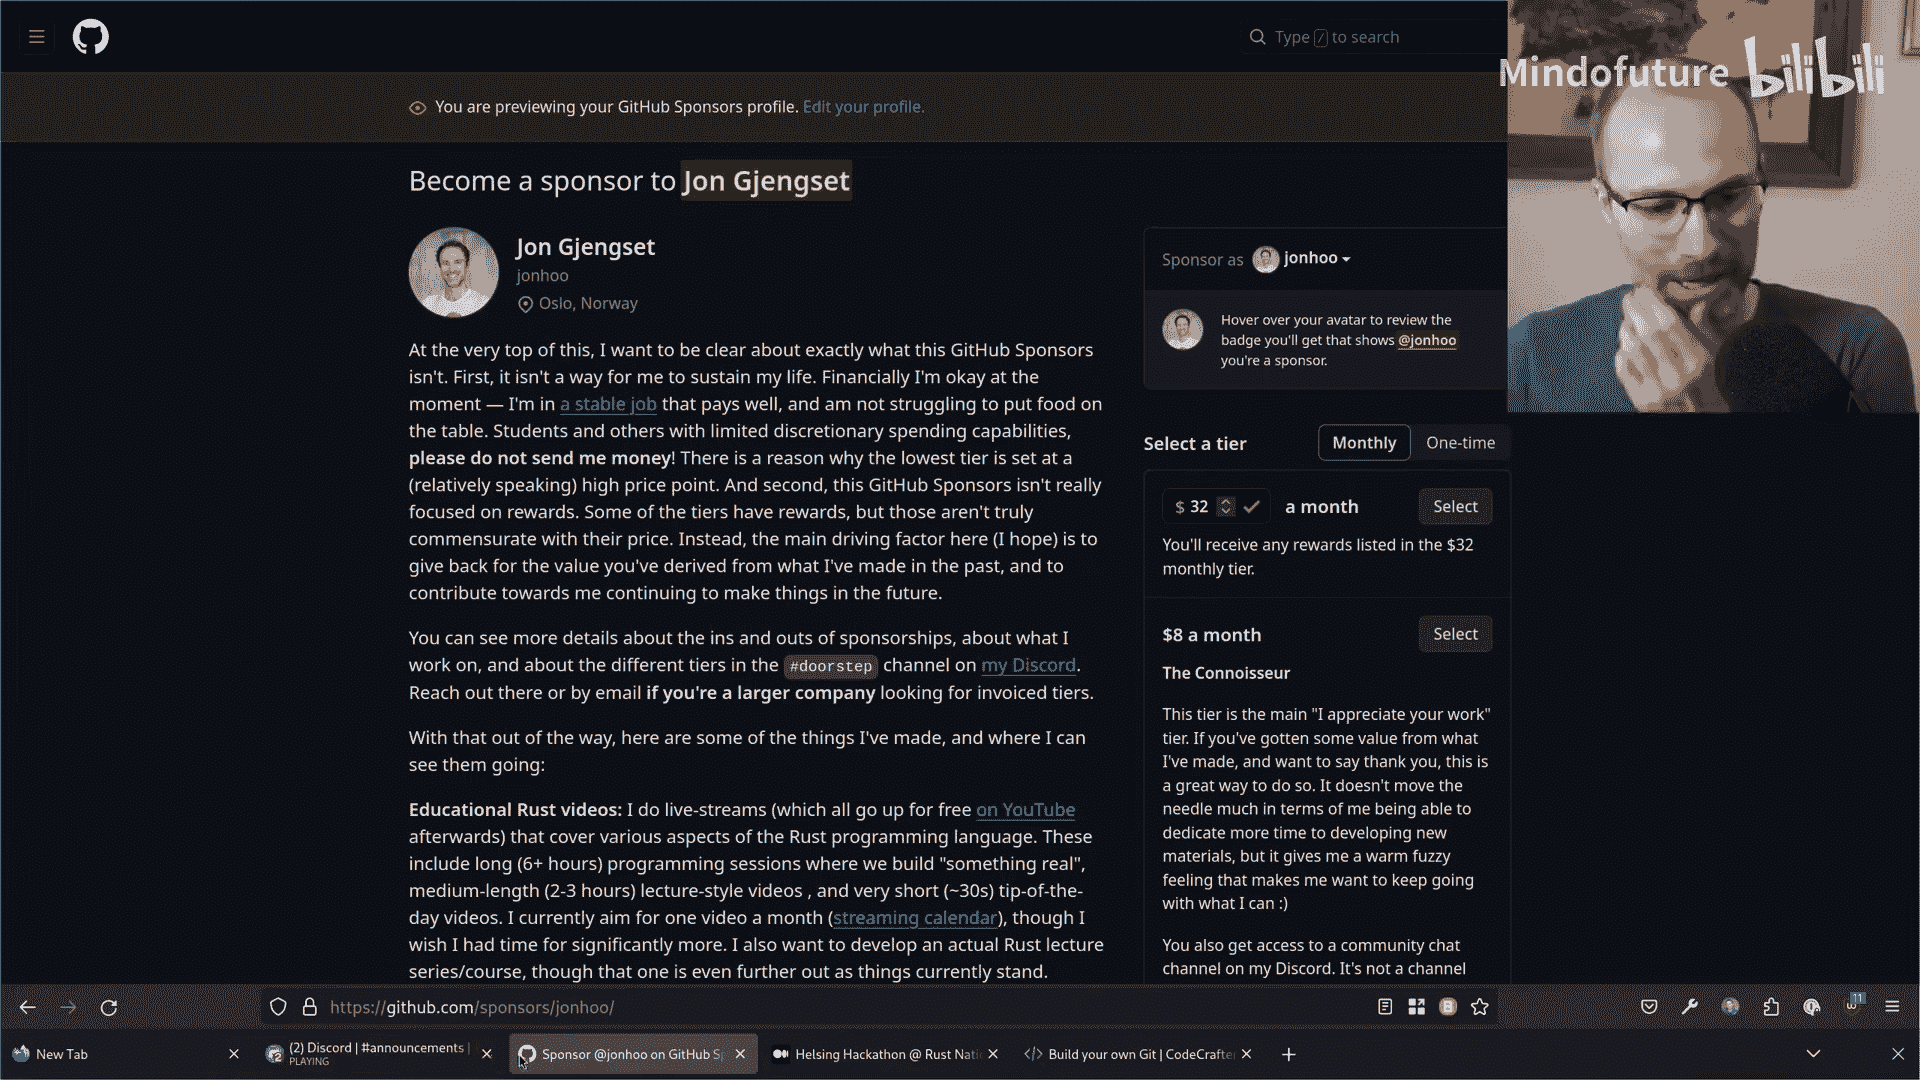 Type / to search
Mindofuture bilibili
You are previewing your GitHub Sponsors profile. Edit your profile.
Become a sponsor to Jon Gjengset
Jon Gjengset
jonhoo
Oslo, Norway
At the very top of this, I want to be clear about exactly what this GitHub Sponsors
isn't. First, it isn't a way for me to sustain my life. Financially I'm okay at the
moment — I'm in a stable job that pays well, and am not struggling to put food on
the table. Students and others with limited discretionary spending capabilities,
please do not send me money! There is a reason why the lowest tier is set at a
(relatively speaking) high price point. And second, this GitHub Sponsors isn't really
focused on rewards. Some of the tiers have rewards, but those aren't truly
commensurate with their price. Instead, the main driving factor here (I hope) is to
give back for the value you've derived from what I've made in the past, and to
contribute towards me continuing to make things in the future.
You can see more details about the ins and outs of sponsorships, about what I
work on, and about the different tiers in the #doorstep channel on my Discord.
Reach out there or by email if you're a larger company looking for invoiced tiers.
With that out of the way, here are some of the things I've made, and where I can
see them going:
Educational Rust videos: I do live-streams (which all go up for free on YouTube
afterwards) that cover various aspects of the Rust programming language. These
include long (6+ hours) programming sessions where we build "something real",
medium-length (2-3 hours) lecture-style videos , and very short (~30s) tip-of-the-
day videos. I currently aim for one video a month (streaming calendar), though I
wish I had time for significantly more. I also want to develop an actual Rust lecture
series/course, though that one is even further out as things currently stand.
Sponsor as jonhoo
Hover over your avatar to review the
badge you'll get that shows @jonhoo
you're a sponsor.
Select a tier Monthly One-time
$ 32 a month Select
You'll receive any rewards listed in the $32
monthly tier.
$8 a month Select
The Connoisseur
This tier is the main "I appreciate your work"
tier. If you've gotten some value from what
I've made, and want to say thank you, this is
a great way to do so. It doesn't move the
needle much in terms of me being able to
dedicate more time to developing new
materials, but it gives me a warm fuzzy
feeling that makes me want to keep going
with what I can :)
You also get access to a community chat
channel on my Discord. It's not a channel
https://github.com/sponsors/jonhoo/
11
New Tab
(2) Discord | #announcements |
PLAYING
Sponsor @jonhoo on GitHub S
Helsing Hackathon @ Rust Nati
Build your own Git | CodeCrafte